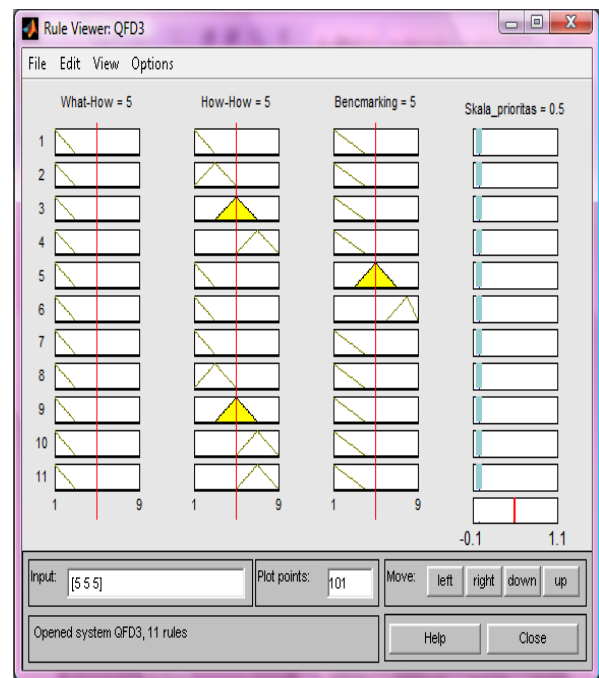 Rule Viewer: QFD3
File Edit View Options
What-How = 5 How-How = 5 Bencmarking = 5 Skala_prioritas = 0.5
1
2
3
4
5
6
7
8
9
10
11
1 9 1 9 1 9
-0.1 1.1
Input: [5 5 5] Plot points: 101 Move: left right down up
Opened system QFD3, 11 rules Help Close